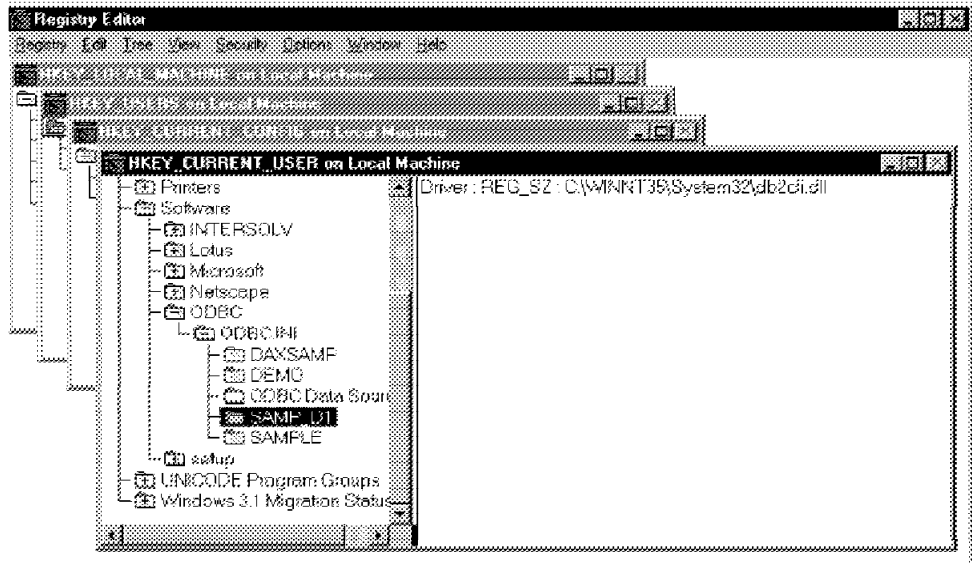 Registry Editor
Registry Edit Tree View Security Options Window Help
HKEY_LOCAL_MACHINE on Local Machine
HKEY_USERS on Local Machine
HKEY_CURRENT_CONFIG on Local Machine
HKEY_CURRENT_USER on Local Machine
Printers
Driver : REG_SZ : C:\WINNT35\System32\db2cli.dll
Software
INTERSOLV
Lotus
Microsoft
Netscape
ODBC
ODBC.INI
DAXSAMP
DEMO
ODBC Data Sour
SAMP_D1
SAMPLE
setup
UNICODE Program Groups
Windows 3.1 Migration Status